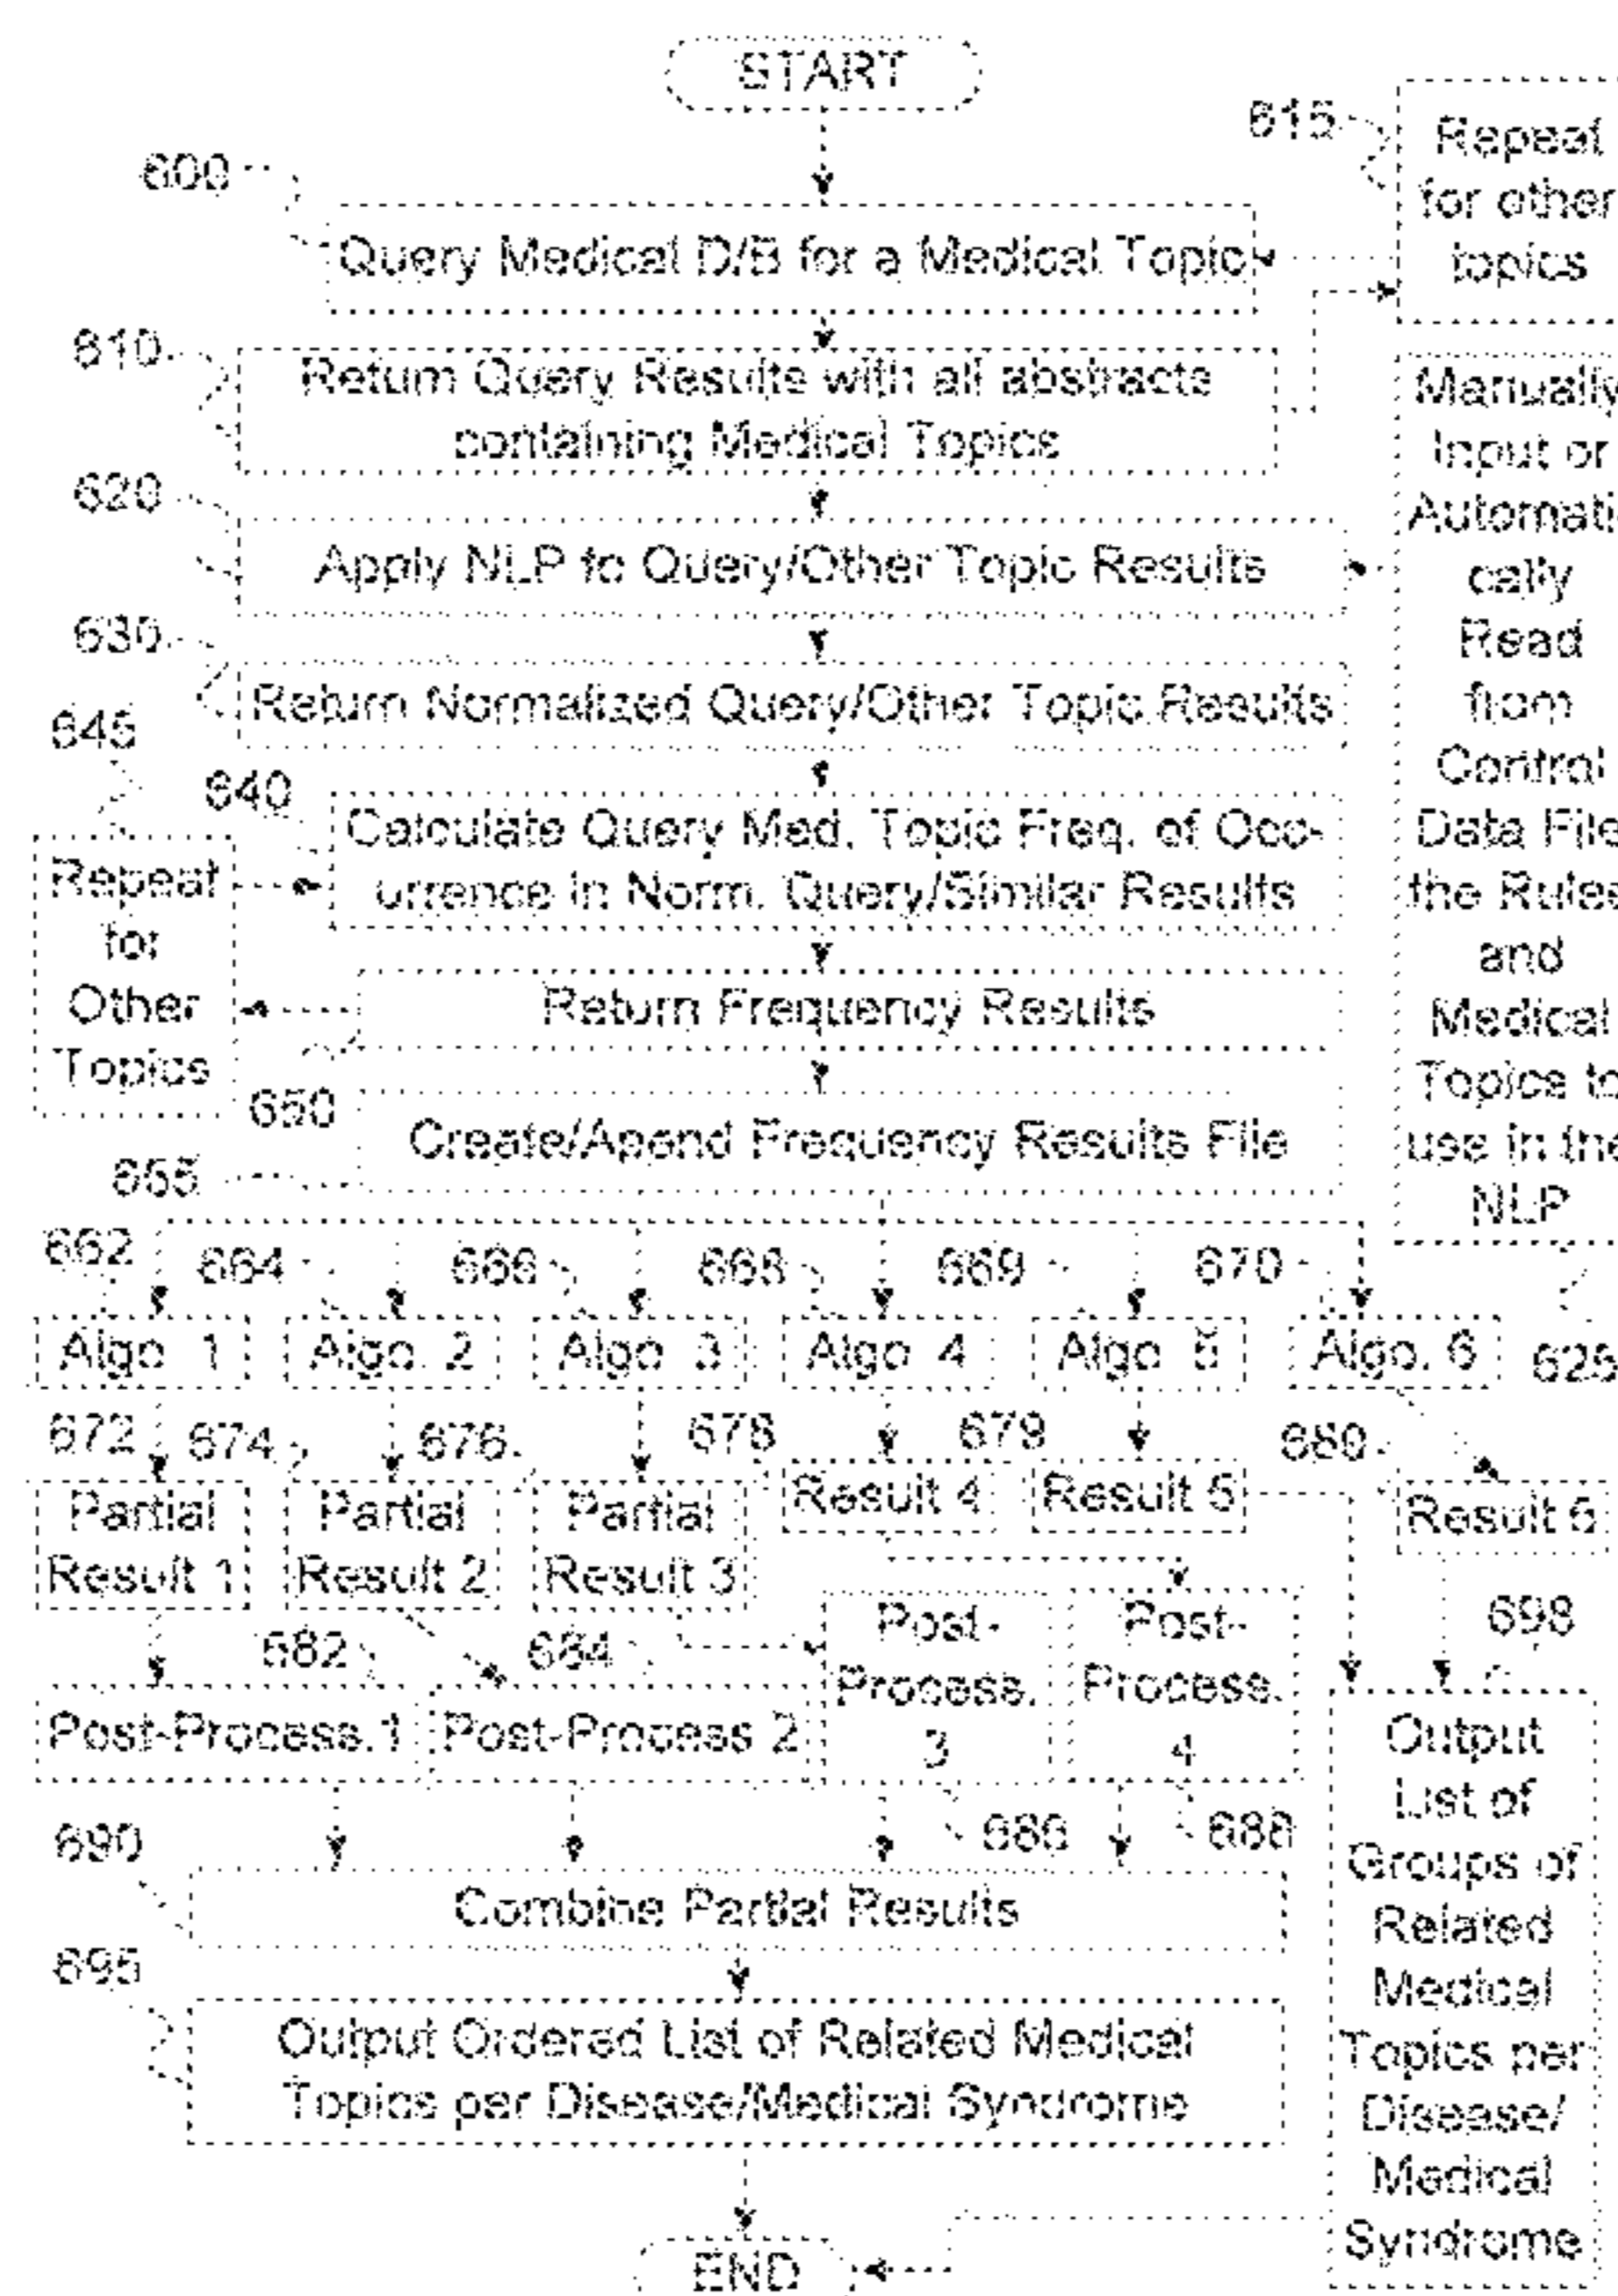 START
615
Repeat
for other
topics
600
Query Medical D/B for a Medical Topic
610
Return Query Results with all abstracts
containing Medical Topics
620
Apply NLP to Query/Other Topic Results
630
Return Normalized Query/Other Topic Results
645
640
Calculate Query Med. Topic Freq. of Occ-
urrence in Norm. Query/Similar Results
Repeat
for
Other
Topics
Return Frequency Results
650
Create/Apend Frequency Results File
655
Manually
Input or
Automati
cally
Read
from
Control
Data File
the Rules
and
Medical
Topics to
use in the
NLP
625
662
664
666
668
669
670
Algo. 1
Algo. 2
Algo. 3
Algo. 4
Algo. 5
Algo. 6
672
674
676
678
679
680
Partial
Result 1
Partial
Result 2
Partial
Result 3
Result 4
Result 5
Result 6
682
684
698
Post-Process.1
Post-Process 2
Post-
Process.
3
Post-
Process.
4
686
688
690
Combine Partial Results
695
Output Ordered List of Related Medical
Topics per Disease/Medical Syndrome
Output
List of
Groups of
Related
Medical
Topics per
Disease/
Medical
Syndrome
END